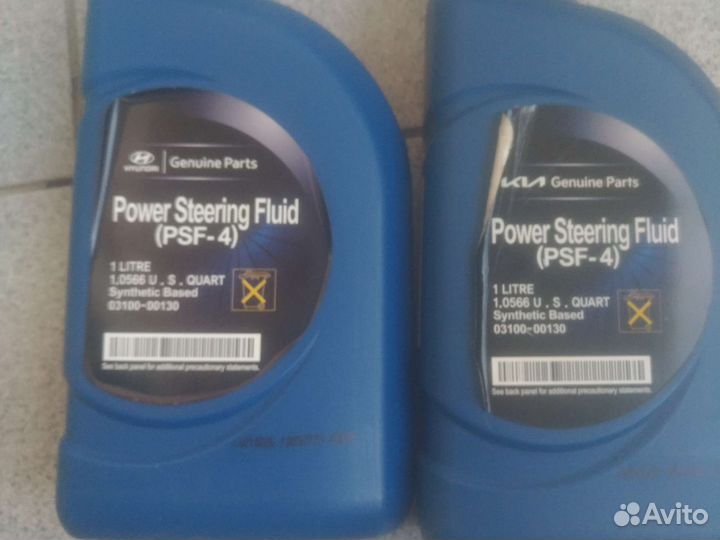 HYUNDAI Genuine Parts
Power Steering Fluid
(PSF-4)
1 LITRE
1.0566 U . S . QUART
Synthetic Based
03100-00130
See back panel for additional precautionary statements.
KIA Genuine Parts
Power Steering Fluid
(PSF-4)
1 LITRE
1.0566 U . S . QUART
Synthetic Based
03100-00130
See back panel for additional precautionary statements.
Avito